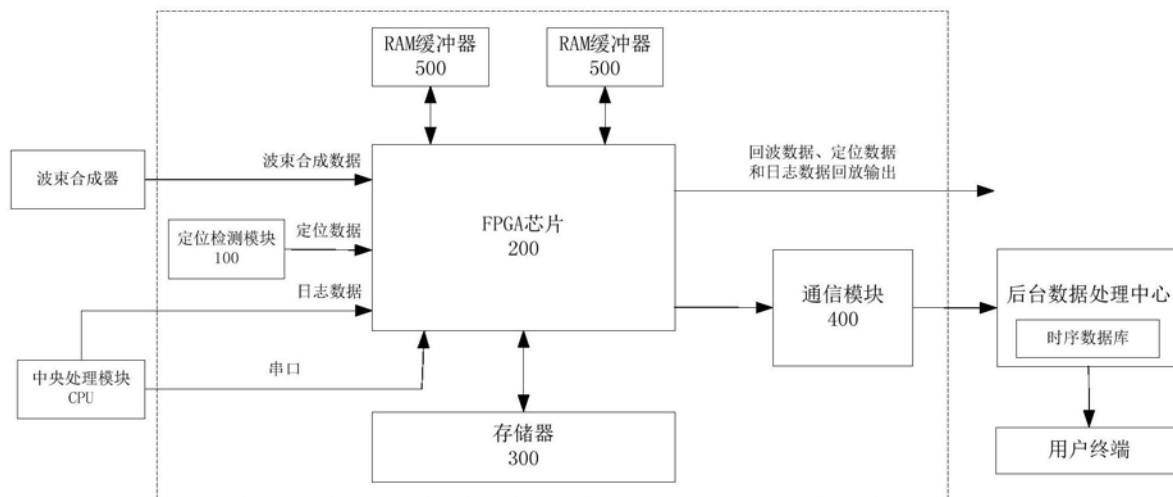 RAM缓冲器
500
RAM缓冲器
500
波束合成器
波束合成数据
回波数据、定位数据
和日志数据回放输出
FPGA芯片
200
定位检测模块
100
定位数据
日志数据
通信模块
400
后台数据处理中心
时序数据库
中央处理模块
CPU
串口
存储器
300
用户终端